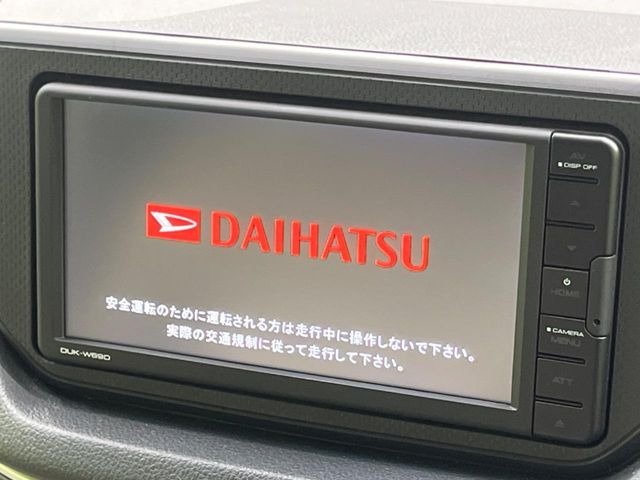 AV
DISP OFF
DAIHATSU
HOME
安全運転のために運転される方は走行中に操作しないで下さい。
実際の交通規制に従って走行して下さい。
CAMERA
MENU
DUK-W69D
ATT